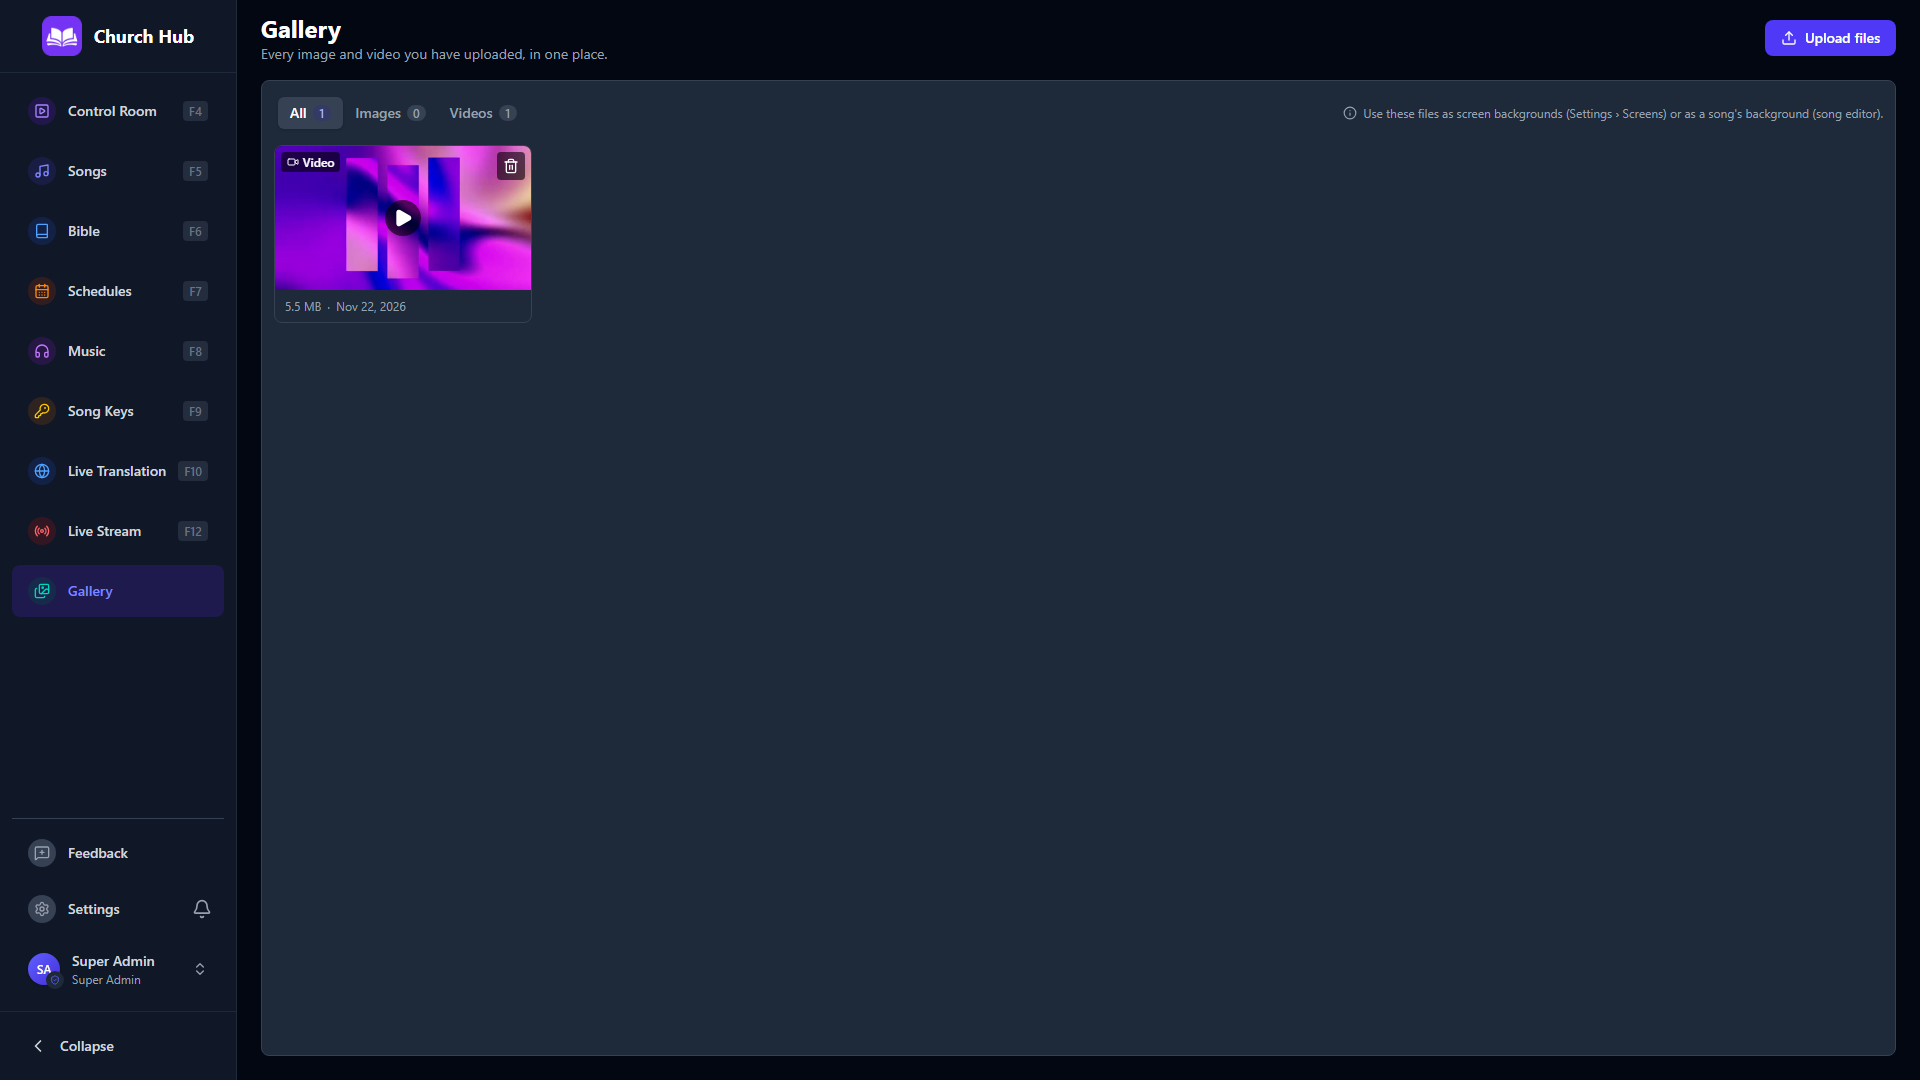 Church Hub
Control Room F4
Songs F5
Bible F6
Schedules F7
Music F8
Song Keys F9
Live Translation F10
Live Stream F12
Gallery
Feedback
Settings
SA
Super Admin
Super Admin
Collapse
Gallery
Every image and video you have uploaded, in one place.
Upload files
All 1 Images 0 Videos 1
Use these files as screen backgrounds (Settings › Screens) or as a song's background (song editor).
Video
5.5 MB · Nov 22, 2026